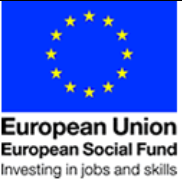 European Union
European Social Fund
Investing in jobs and skills